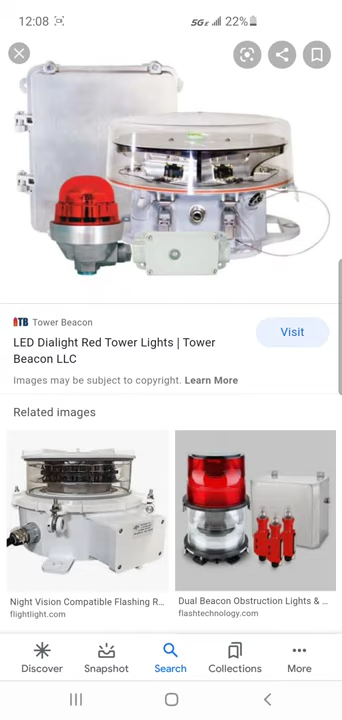 12:08
5GE 22%
TB Tower Beacon
LED Dialight Red Tower Lights | Tower
Beacon LLC
Visit
Images may be subject to copyright. Learn More
Related images
Night Vision Compatible Flashing R...
flightlight.com
Dual Beacon Obstruction Lights & ...
flashtechnology.com
Discover
Snapshot
Search
Collections
More